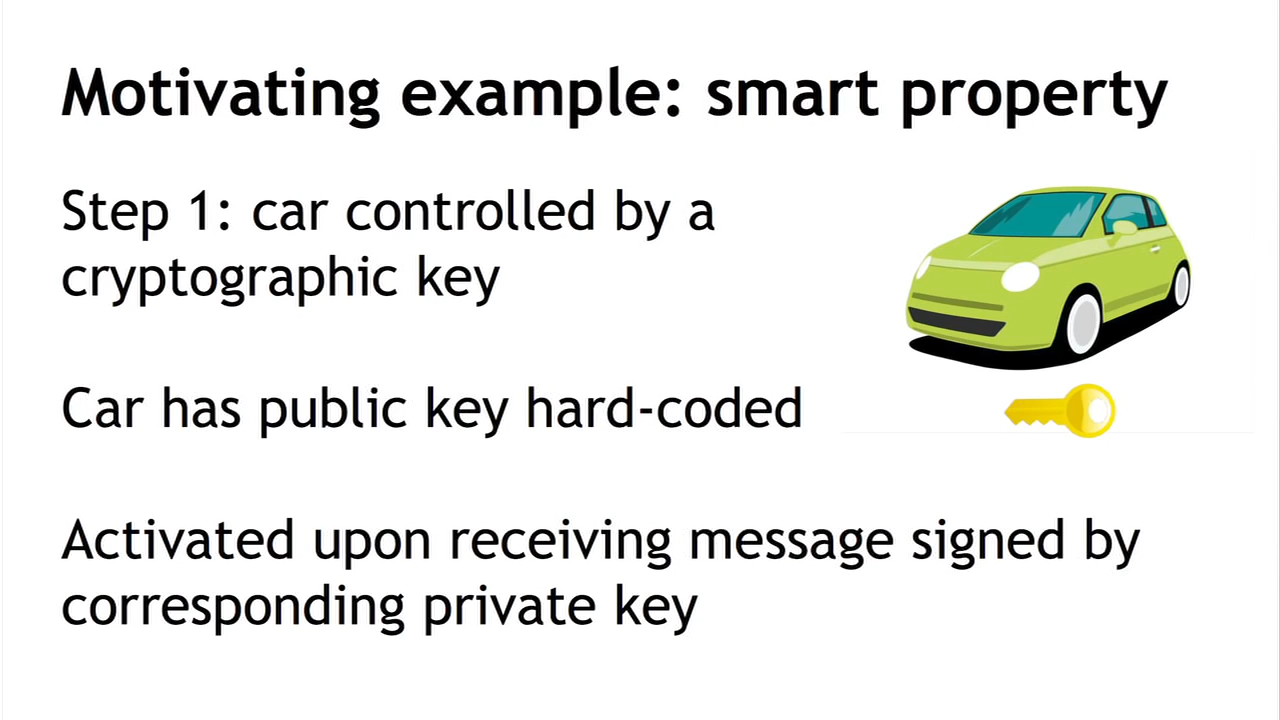 Motivating example: smart property
Step 1: car controlled by a
cryptographic key
Car has public key hard-coded
Activated upon receiving message signed by
corresponding private key